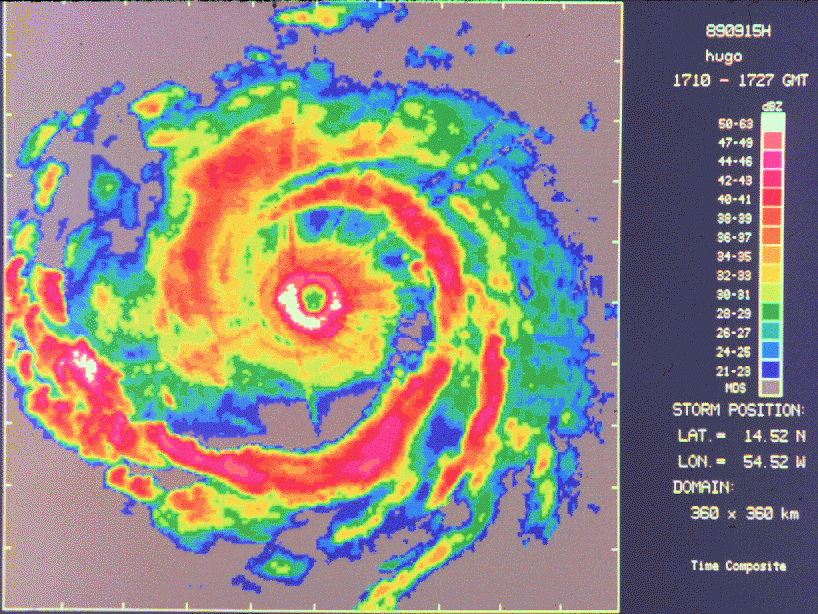 890915H
hugo
1710 - 1727 GMT
dBZ
50-63
47-49
44-46
42-43
40-41
38-39
36-37
34-35
32-33
30-31
28-29
26-27
24-25
21-23
MDS
STORM POSITION:
LAT.= 14.52 N
LON.= 54.52 W
DOMAIN:
360 x 360 km
Time Composite